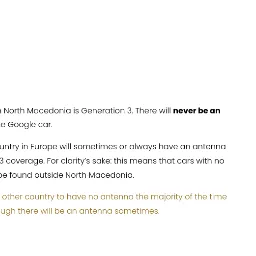 North Macedonia is Generation 3. There will never be an
e Google car.
untry in Europe will sometimes or always have an antenna
3 coverage. For clarity's sake: this means that cars with no
be found outside North Macedonia.
other country to have no antenna the majority of the time
ugh there will be an antenna sometimes.